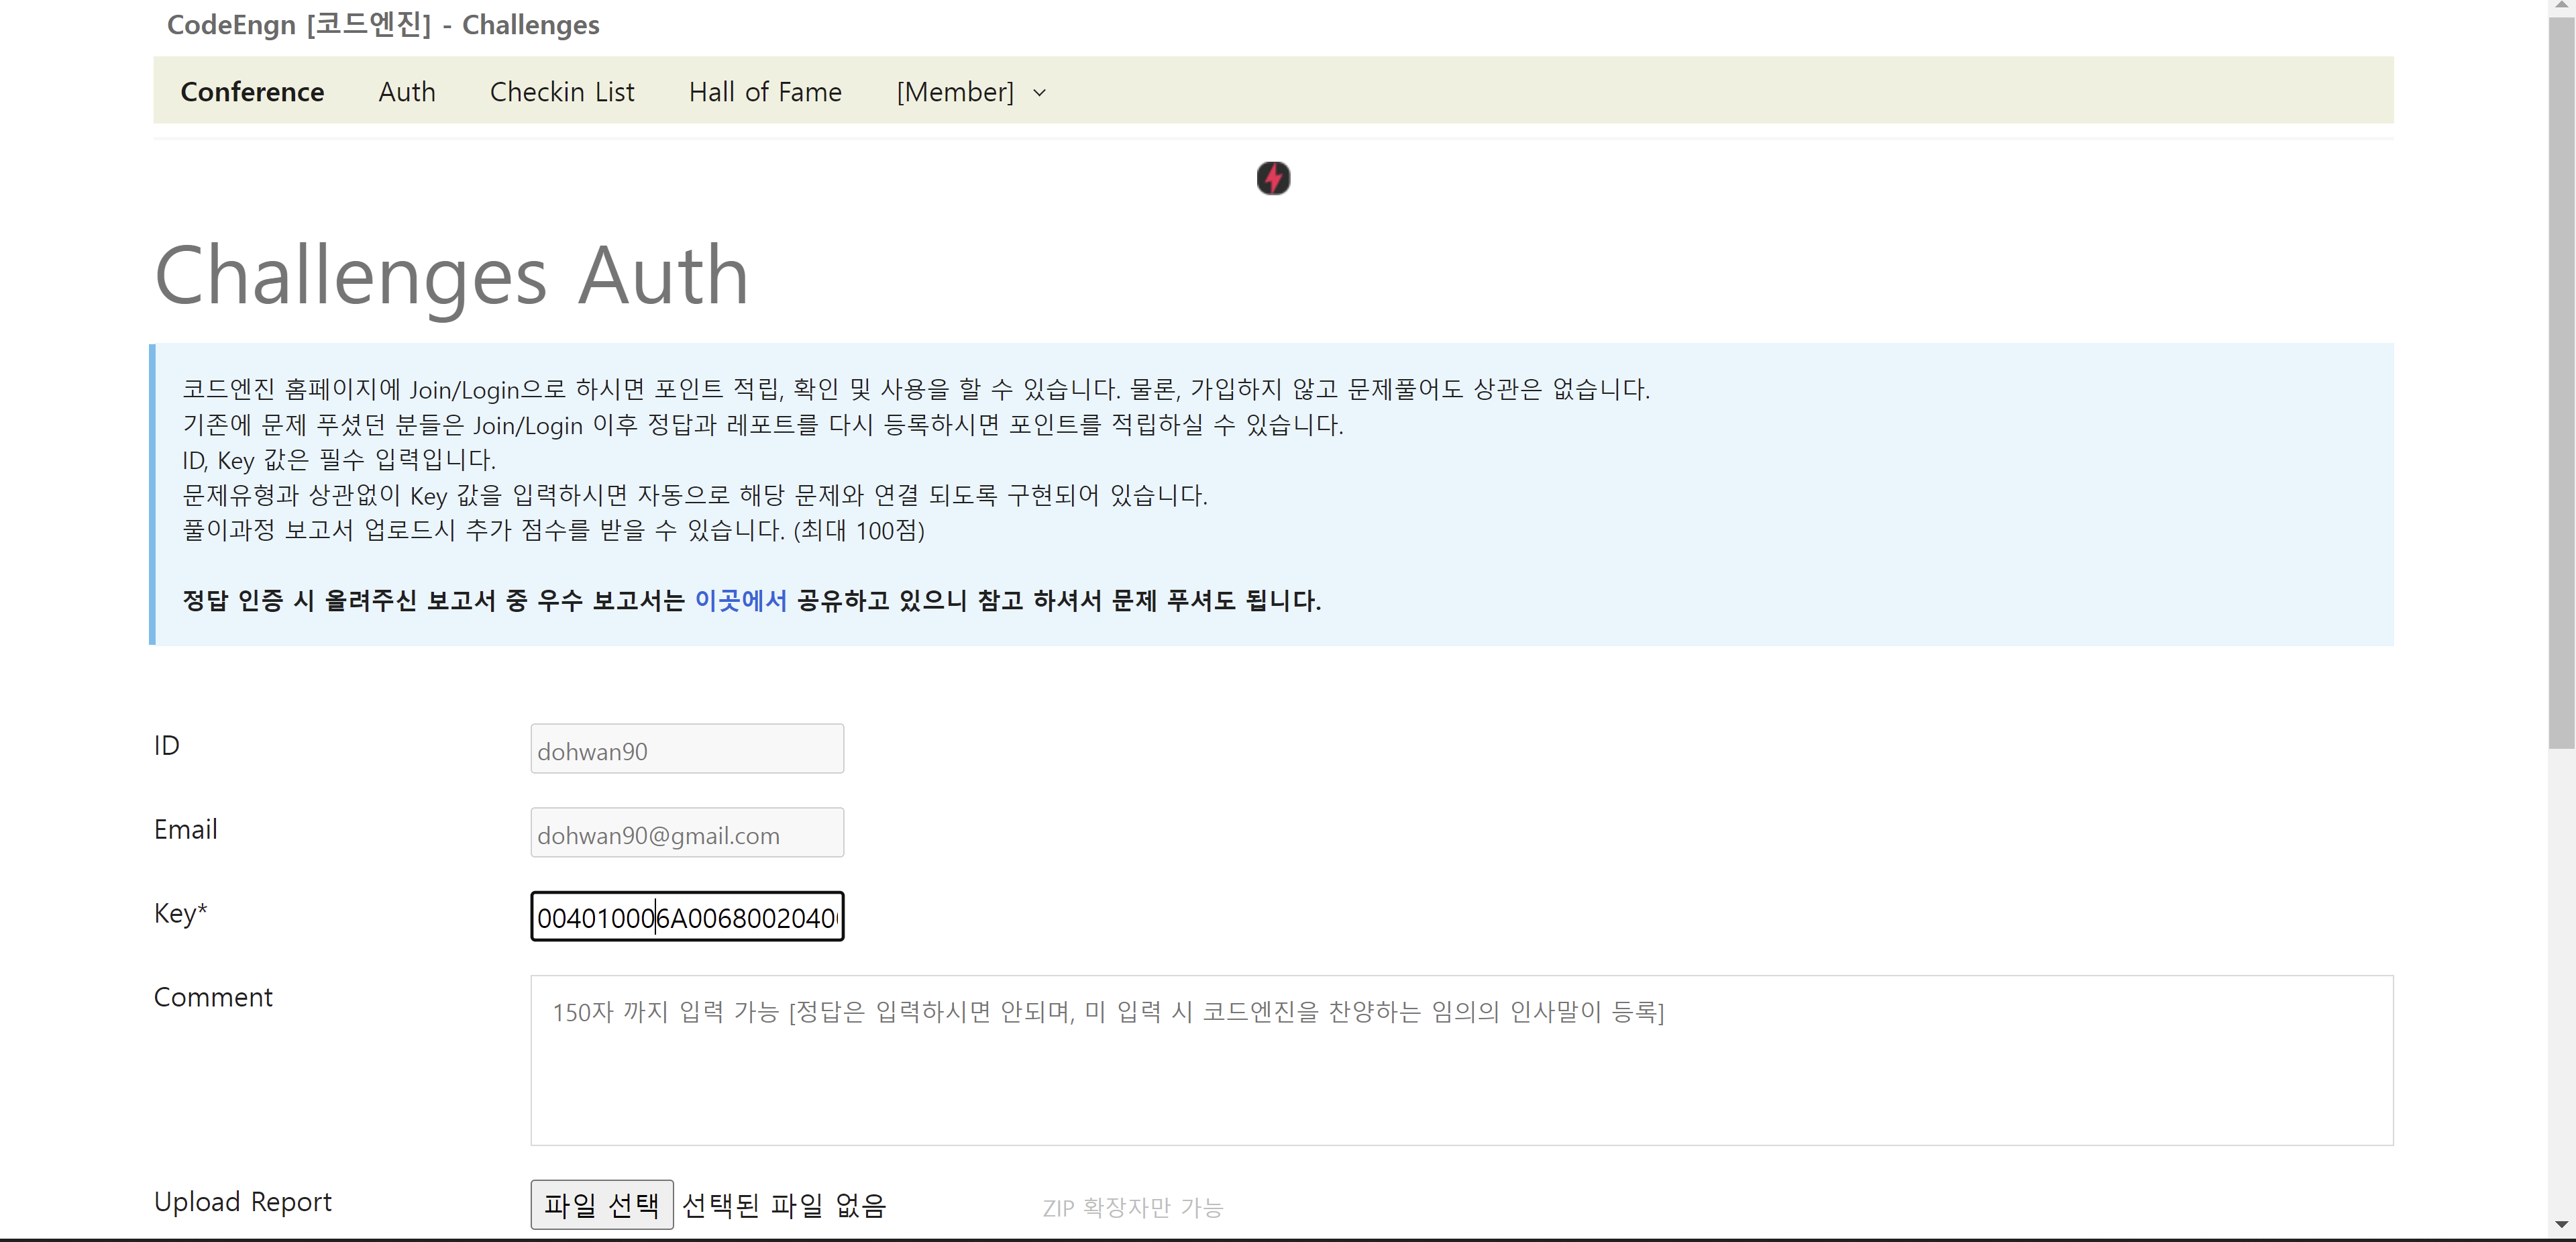 CodeEngn [코드엔진] - Challenges
Conference Auth Checkin List Hall of Fame [Member]
Challenges Auth
코드엔진 홈페이지에 Join/Login으로 하시면 포인트 적립, 확인 및 사용을 할 수 있습니다. 물론, 가입하지 않고 문제풀어도 상관은 없습니다.
기존에 문제 푸셨던 분들은 Join/Login 이후 정답과 레포트를 다시 등록하시면 포인트를 적립하실 수 있습니다.
ID, Key 값은 필수 입력입니다.
문제유형과 상관없이 Key 값을 입력하시면 자동으로 해당 문제와 연결 되도록 구현되어 있습니다.
풀이과정 보고서 업로드시 추가 점수를 받을 수 있습니다. (최대 100점)
정답 인증 시 올려주신 보고서 중 우수 보고서는 이곳에서 공유하고 있으니 참고 하셔서 문제 푸셔도 됩니다.
ID dohwan90
Email dohwan90@gmail.com
Key* 004010006A0068002040
Comment 150자 까지 입력 가능 [정답은 입력하시면 안되며, 미 입력 시 코드엔진을 찬양하는 임의의 인사말이 등록]
Upload Report 파일 선택 선택된 파일 없음 ZIP 확장자만 가능